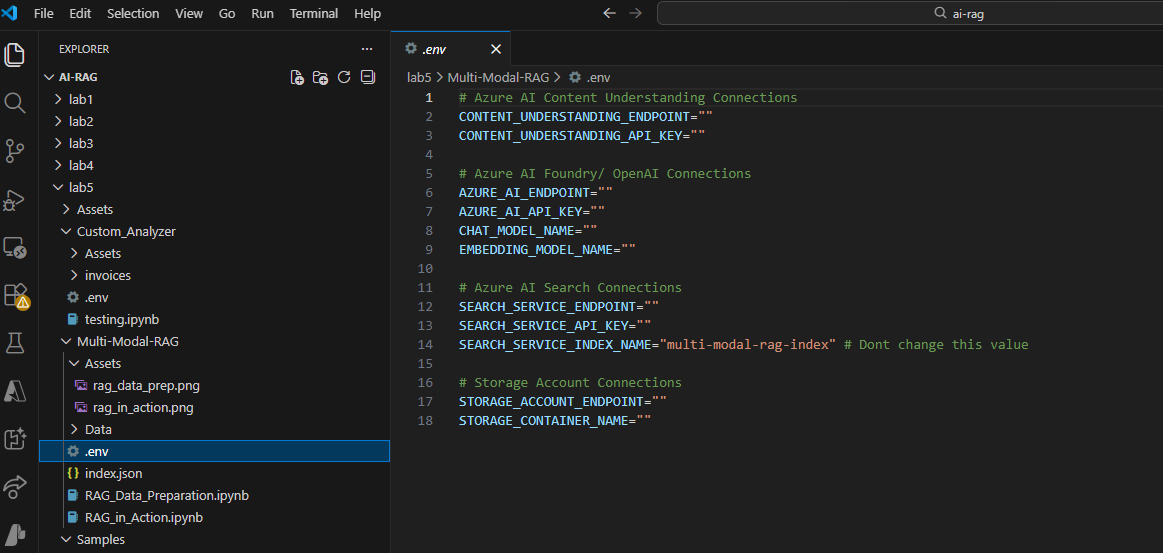 File Edit Selection View Go Run Terminal Help
ai-rag
EXPLORER
AI-RAG
lab1
lab2
lab3
lab4
lab5
Assets
Custom_Analyzer
Assets
invoices
.env
testing.ipynb
Multi-Modal-RAG
Assets
rag_data_prep.png
rag_in_action.png
Data
.env
index.json
RAG_Data_Preparation.ipynb
RAG_in_Action.ipynb
Samples
.env
lab5 > Multi-Modal-RAG > .env
1 # Azure AI Content Understanding Connections
2 CONTENT_UNDERSTANDING_ENDPOINT=""
3 CONTENT_UNDERSTANDING_API_KEY=""
4
5 # Azure AI Foundry/ OpenAI Connections
6 AZURE_AI_ENDPOINT=""
7 AZURE_AI_API_KEY=""
8 CHAT_MODEL_NAME=""
9 EMBEDDING_MODEL_NAME=""
10
11 # Azure AI Search Connections
12 SEARCH_SERVICE_ENDPOINT=""
13 SEARCH_SERVICE_API_KEY=""
14 SEARCH_SERVICE_INDEX_NAME="multi-modal-rag-index" # Dont change this value
15
16 # Storage Account Connections
17 STORAGE_ACCOUNT_ENDPOINT=""
18 STORAGE_CONTAINER_NAME=""